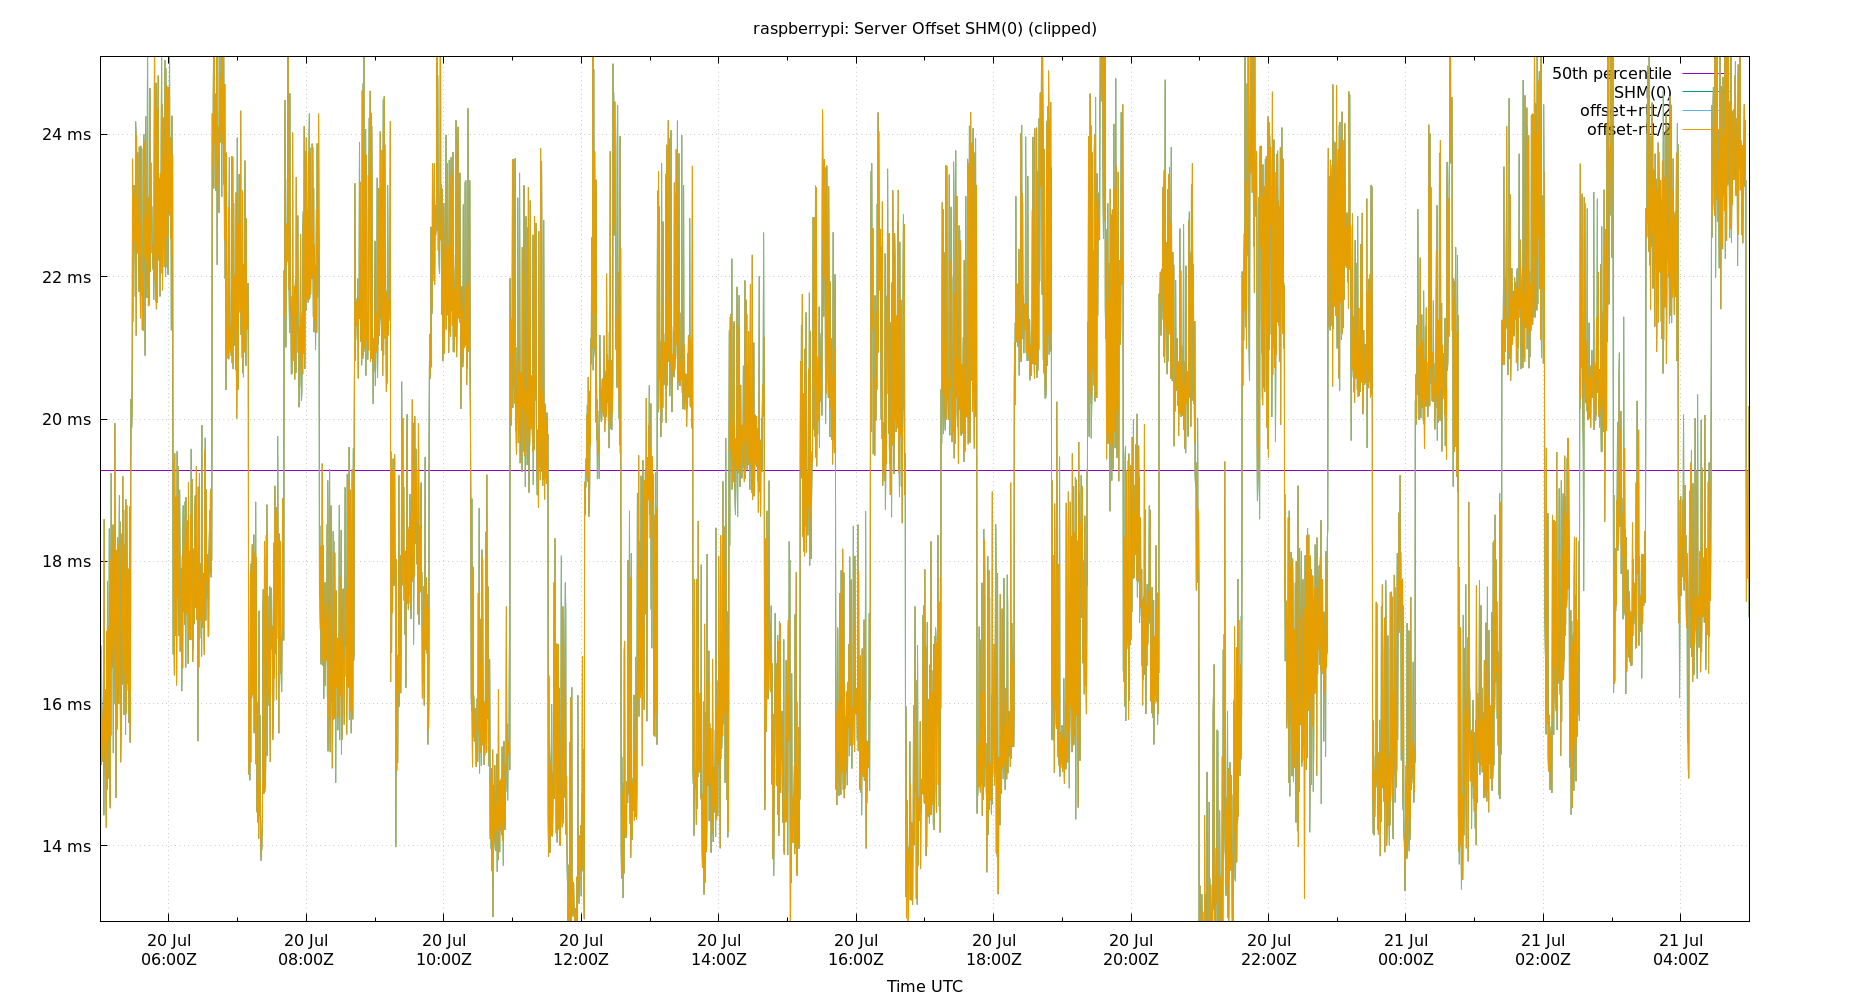 raspberrypi: Server Offset SHM(0) (clipped)
50th percentile
SHM(0)
offset+rtt/2
offset-rtt/2
24 ms
22 ms
20 ms
18 ms
16 ms
14 ms
20 Jul 20 Jul 20 Jul 20 Jul 20 Jul 20 Jul 20 Jul 20 Jul 20 Jul 21 Jul 21 Jul 21 Jul
06:00Z 08:00Z 10:00Z 12:00Z 14:00Z 16:00Z 18:00Z 20:00Z 22:00Z 00:00Z 02:00Z 04:00Z
Time UTC